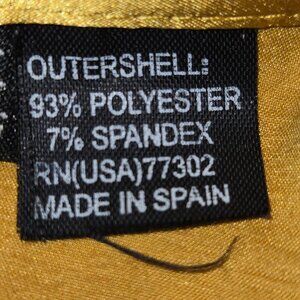 OUTERSHELL:
93% POLYESTER
7% SPANDEX
RN(USA)77302
MADE IN SPAIN